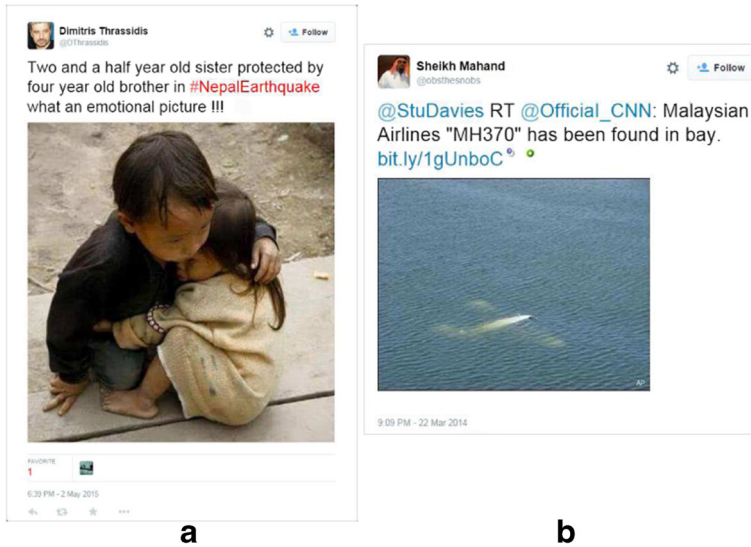 Dimitris Thrassidis
@DThrassidis
Follow
Two and a half year old sister protected by
four year old brother in #NepalEarthquake
what an emotional picture !!!
FAVORITE
1
6:39 PM - 2 May 2015
a
Sheikh Mahand
@obsthesnobs
Follow
@StuDavies RT @Official_CNN: Malaysian
Airlines "MH370" has been found in bay.
bit.ly/1gUnboC
AP
9:09 PM - 22 Mar 2014
b